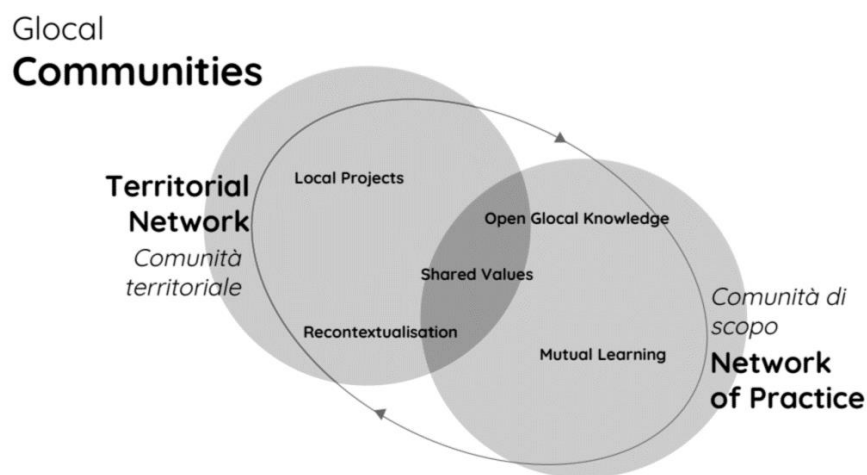 Glocal
Communities
Territorial
Network
Comunità
territoriale
Local Projects
Open Glocal Knowledge
Shared Values
Recontextualisation
Mutual Learning
Comunità di
scopo
Network
of Practice